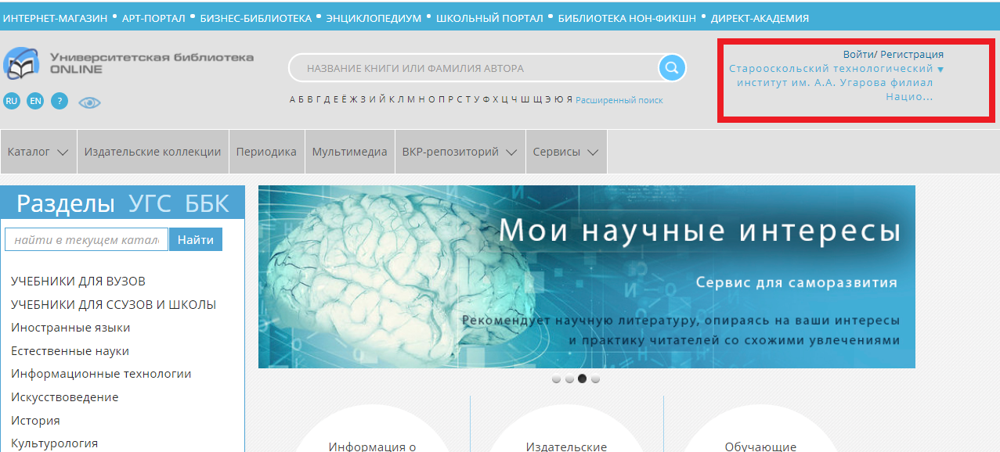 ИНТЕРНЕТ-МАГАЗИН • АРТ-ПОРТАЛ • БИЗНЕС-БИБЛИОТЕКА • ЭНЦИКЛОПЕДИУМ • ШКОЛЬНЫЙ ПОРТАЛ • БИБЛИОТЕКА НОН-ФИКШН • ДИРЕКТ-АКАДЕМИЯ
Университетская библиотека
ONLINE
RU EN ?
НАЗВАНИЕ КНИГИ ИЛИ ФАМИЛИЯ АВТОРА
А Б В Г Д Е Ё Ж З И Й К Л М Н О П Р С Т У Ф Х Ц Ч Ш Щ Э Ю Я Расширенный поиск
Войти/ Регистрация
Старооскольский технологический ▼
институт им. А.А. Угарова филиал
Нацио...
Каталог Издательские коллекции Периодика Мультимедиа ВКР-репозиторий Сервисы
Разделы УГС ББК
найти в текущем катал
Найти
УЧЕБНИКИ ДЛЯ ВУЗОВ
УЧЕБНИКИ ДЛЯ ССУЗОВ И ШКОЛЫ
Иностранные языки
Естественные науки
Информационные технологии
Искусствоведение
История
Культурология
Мои научные интересы
Сервис для саморазвития
Рекомендует научную литературу, опираясь на ваши интересы
и практику читателей со схожими увлечениями
Информация о
Издательские
Обучающие